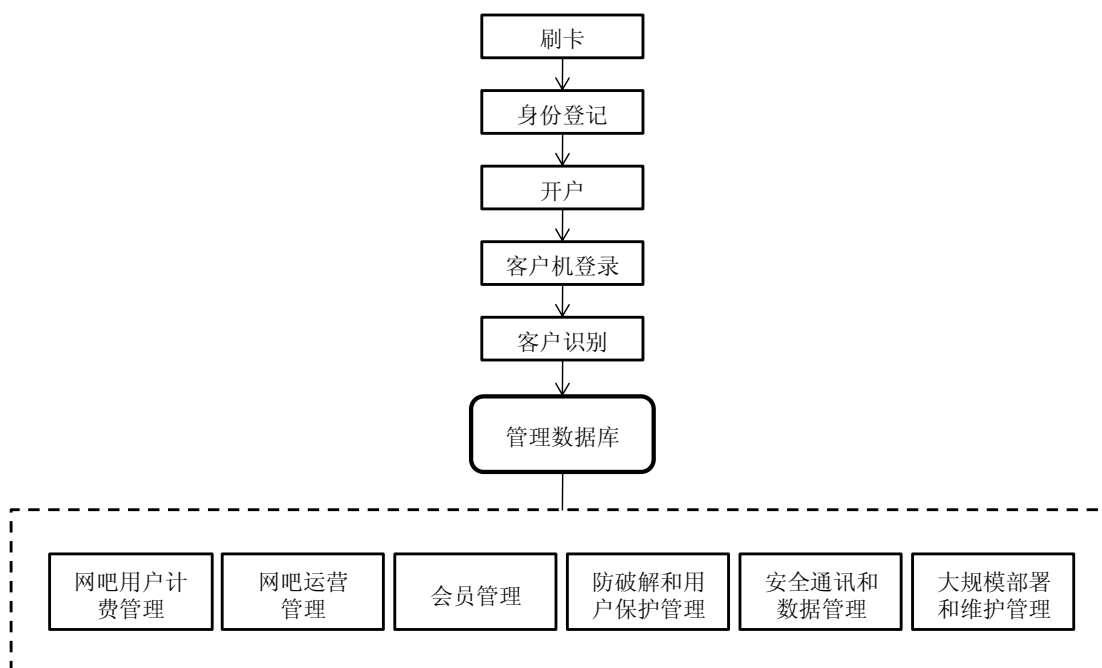 刷卡
身份登记
开户
客户机登录
客户识别
管理数据库
网吧用户计
费管理
网吧运营
管理
会员管理
防破解和用
户保护管理
安全通讯和
数据管理
大规模部署
和维护管理